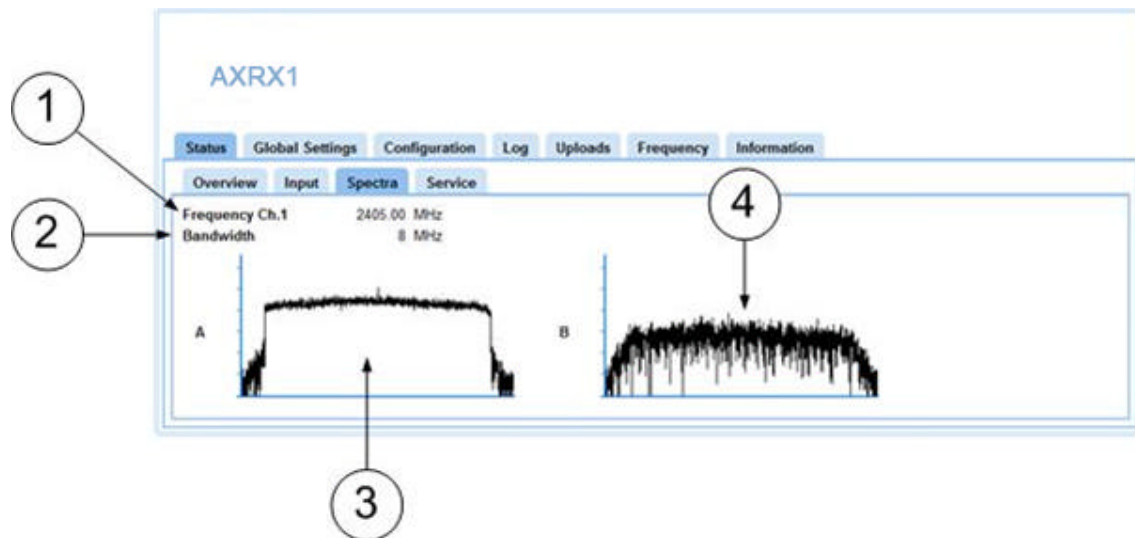 AXRX1
1
Status Global Settings Configuration Log Uploads Frequency Information
Overview Input Spectra Service
4
Frequency Ch.1 2405.00 MHz
2
Bandwidth 8 MHz
A
B
3